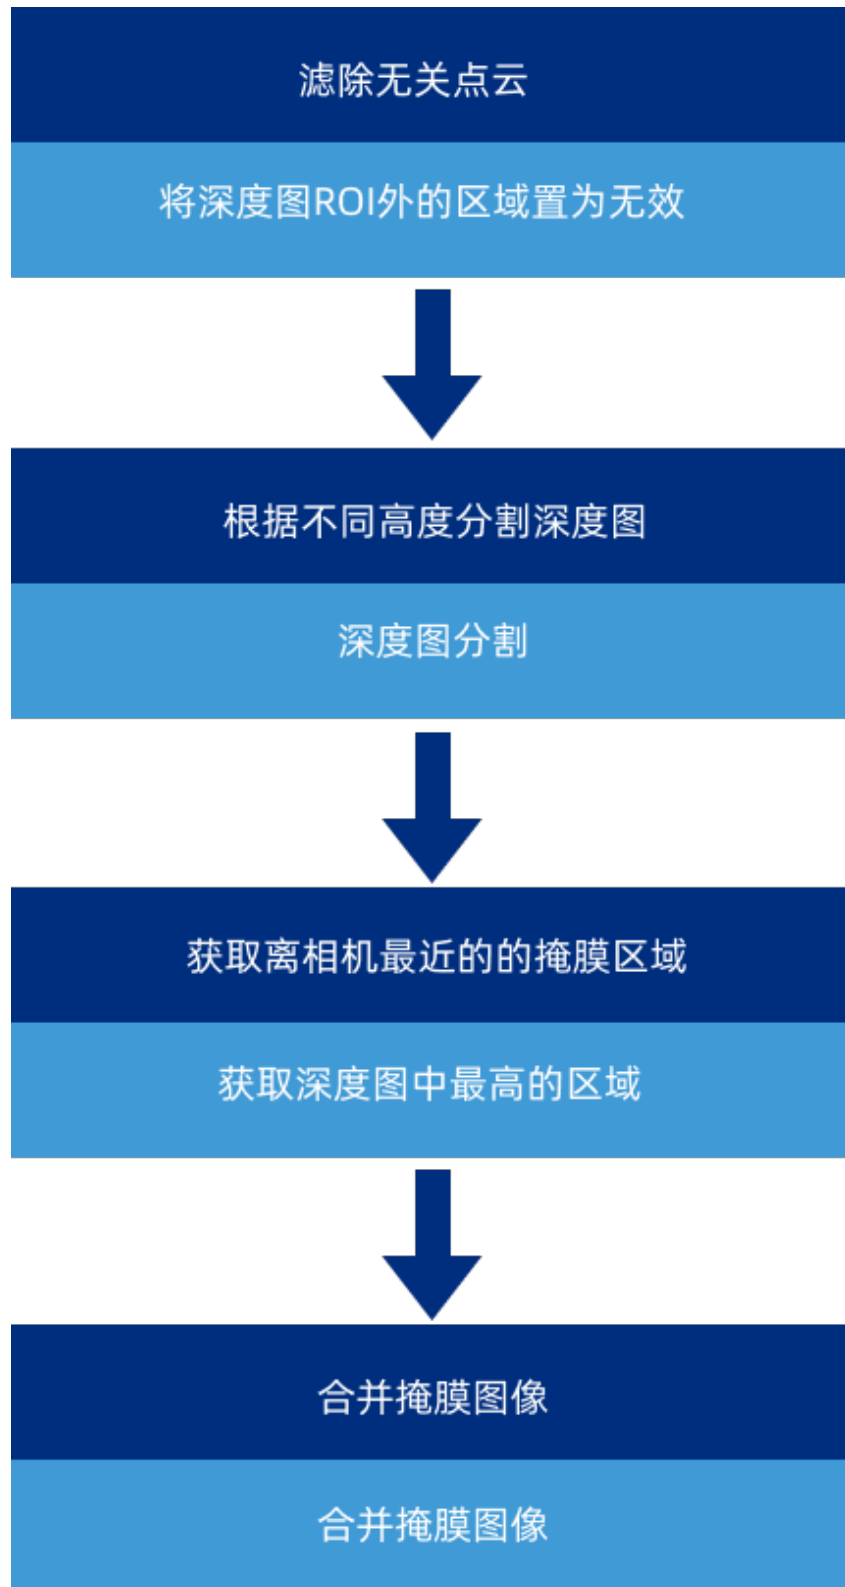 滤除无关点云
将深度图ROI外的区域置为无效
根据不同高度分割深度图
深度图分割
获取离相机最近的的掩膜区域
获取深度图中最高的区域
合并掩膜图像
合并掩膜图像